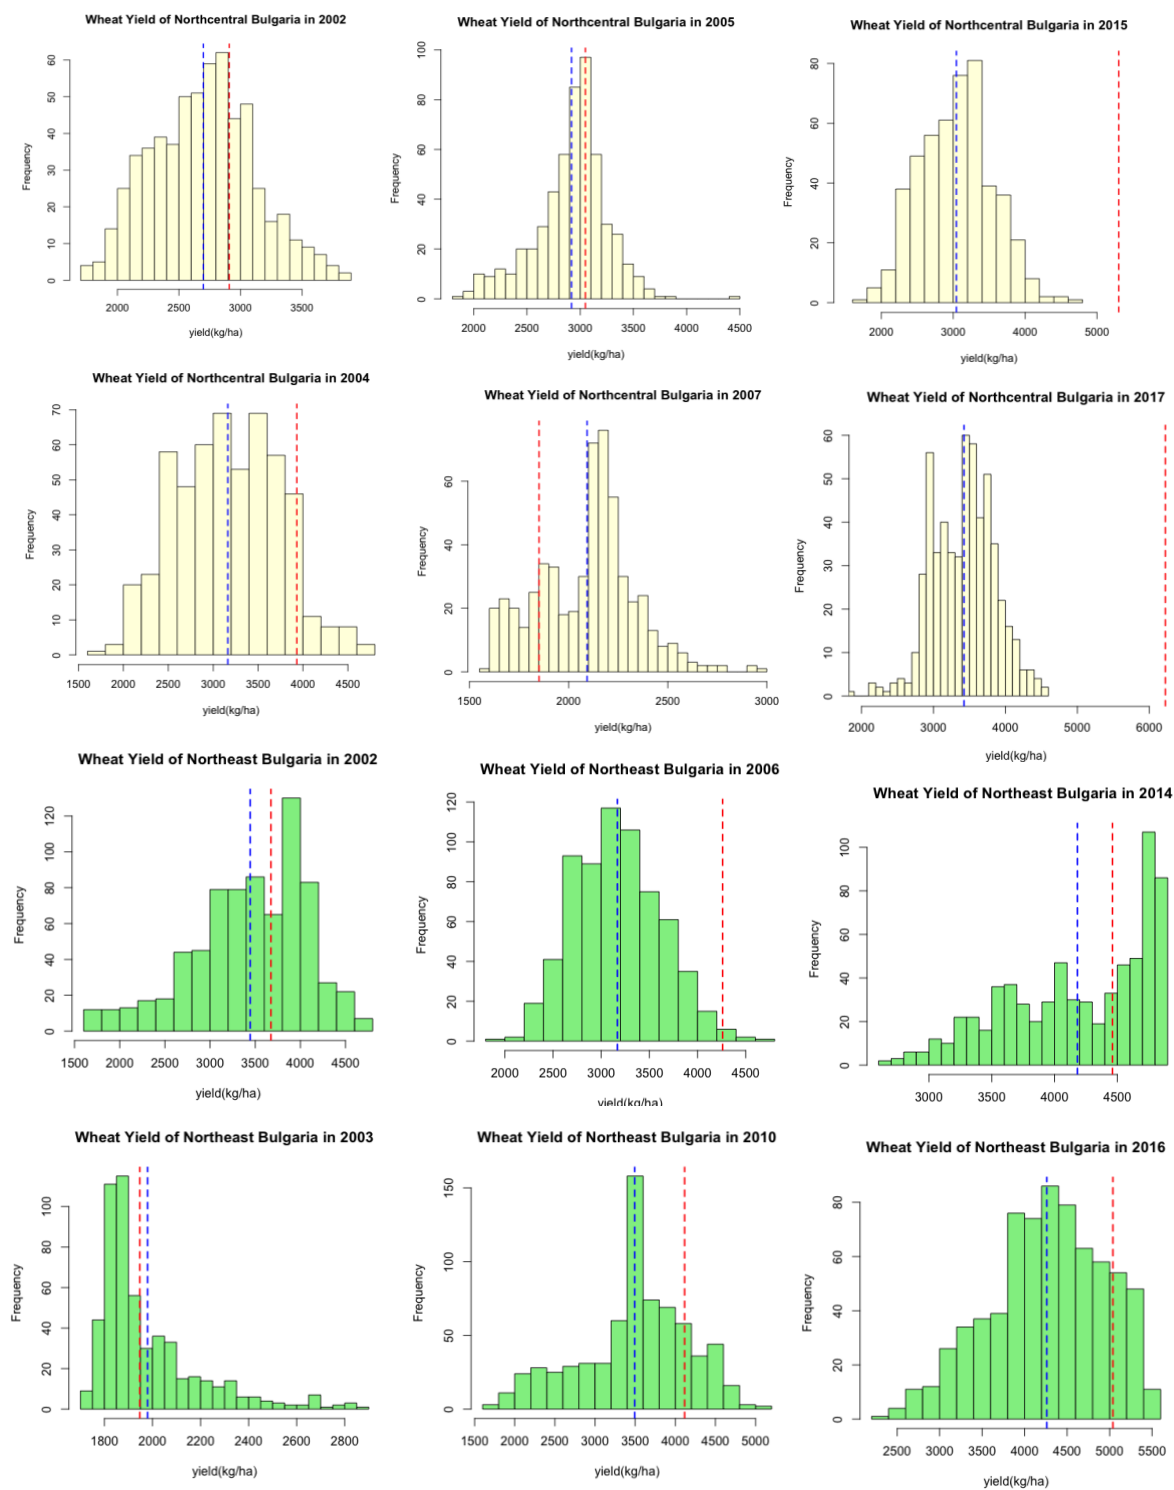 Wheat Yield of Northcentral Bulgaria in 2002
Frequency
0 10 20 30 40 50 60
2000 2500 3000 3500
yield(kg/ha)
Wheat Yield of Northcentral Bulgaria in 2005
Frequency
0 20 40 60 80 100
2000 2500 3000 3500 4000 4500
yield(kg/ha)
Wheat Yield of Northcentral Bulgaria in 2015
Frequency
0 20 40 60 80
2000 3000 4000 5000
yield(kg/ha)
Wheat Yield of Northcentral Bulgaria in 2004
Frequency
0 10 20 30 40 50 60 70
1500 2000 2500 3000 3500 4000 4500
yield(kg/ha)
Wheat Yield of Northcentral Bulgaria in 2007
Frequency
0 20 40 60
1500 2000 2500 3000
yield(kg/ha)
Wheat Yield of Northcentral Bulgaria in 2017
Frequency
0 10 20 30 40 50 60
2000 3000 4000 5000 6000
yield(kg/ha)
Wheat Yield of Northeast Bulgaria in 2002
Frequency
0 20 40 60 80 120
1500 2000 2500 3000 3500 4000 4500
yield(kg/ha)
Wheat Yield of Northeast Bulgaria in 2006
Frequency
0 20 40 60 80 100 120
2000 2500 3000 3500 4000 4500
yield(kg/ha)
Wheat Yield of Northeast Bulgaria in 2014
Frequency
0 20 40 60 80 100
3000 3500 4000 4500
Wheat Yield of Northeast Bulgaria in 2003
Frequency
0 20 40 60 80 100
1800 2000 2200 2400 2600 2800
yield(kg/ha)
Wheat Yield of Northeast Bulgaria in 2010
Frequency
0 50 100 150
1500 2000 2500 3000 3500 4000 4500 5000
yield(kg/ha)
Wheat Yield of Northeast Bulgaria in 2016
Frequency
0 20 40 60 80
2500 3000 3500 4000 4500 5000 5500
yield(kg/ha)